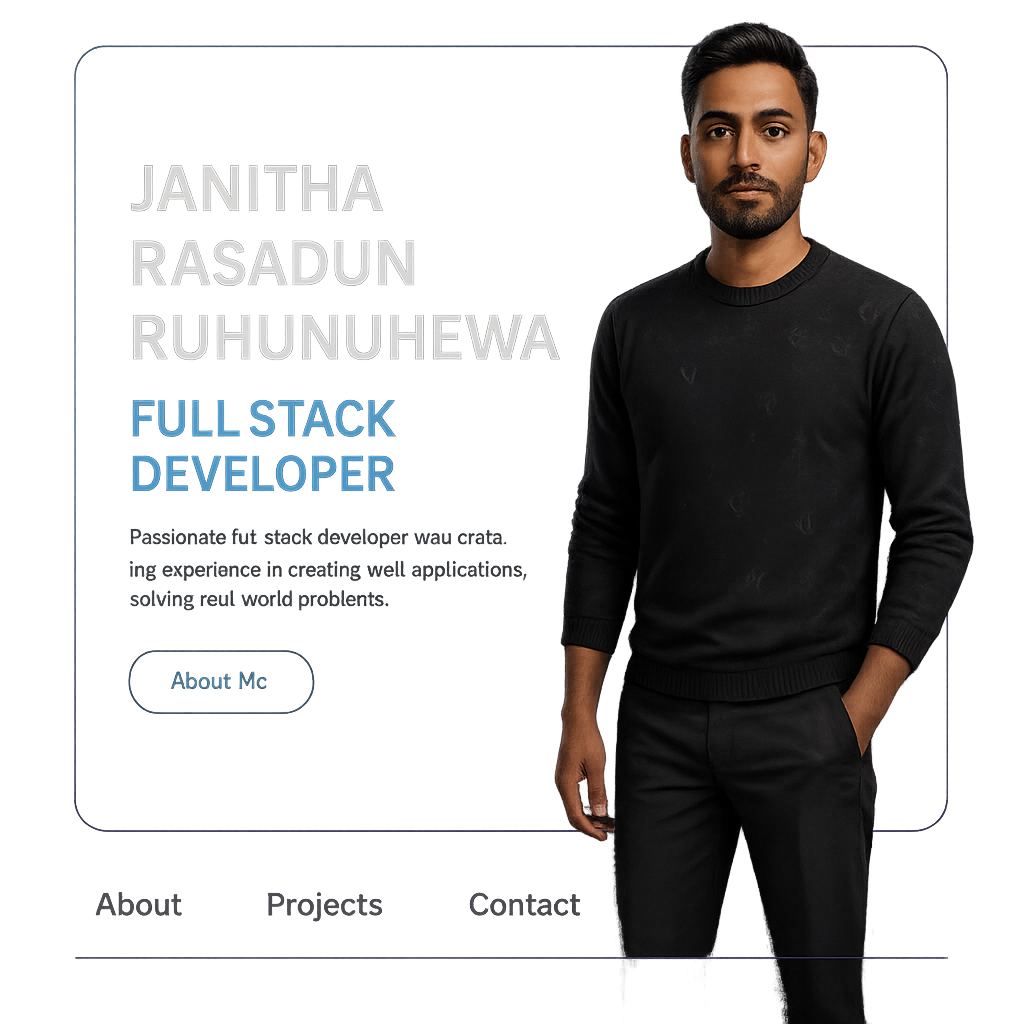 JANITHA
RASADUN
RUHUNUHEWA
FULL STACK
DEVELOPER
Passionate fut stack developer wau crata.
ing experience in creating well applications,
solving reul world problents.
About Mc
About Projects Contact